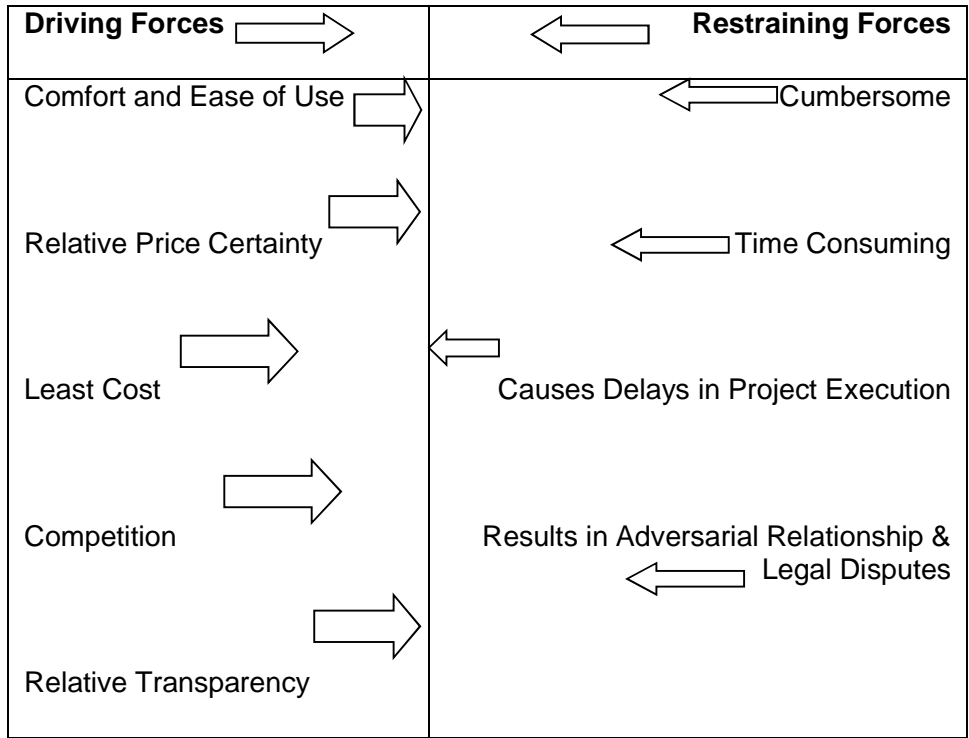 Driving Forces
Restraining Forces
Comfort and Ease of Use
Cumbersome
Relative Price Certainty
Time Consuming
Least Cost
Causes Delays in Project Execution
Competition
Results in Adversarial Relationship &
Legal Disputes
Relative Transparency